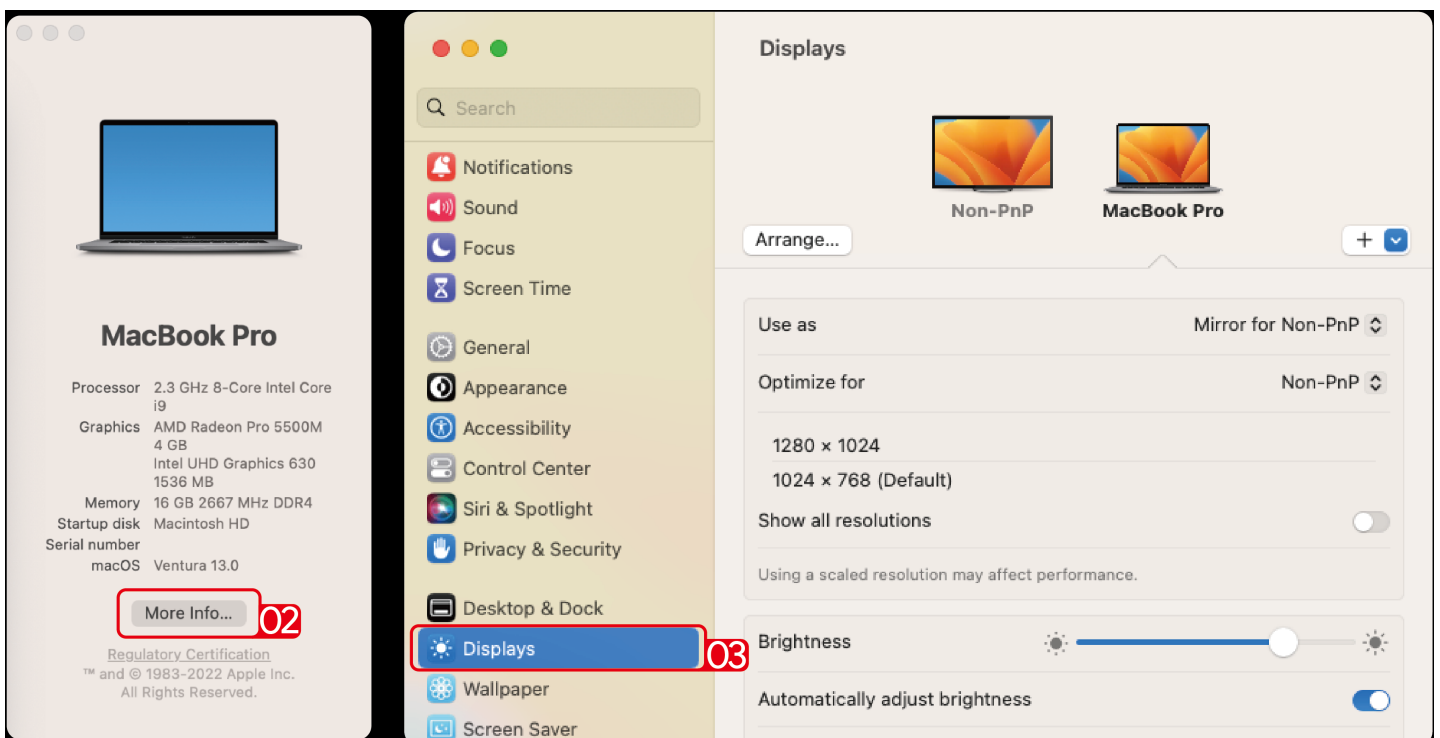 MacBook Pro
Processor 2.3 GHz 8-Core Intel Core
i9
Graphics AMD Radeon Pro 5500M
4 GB
Intel UHD Graphics 630
1536 MB
Memory 16 GB 2667 MHz DDR4
Startup disk Macintosh HD
Serial number
macOS Ventura 13.0
More Info...
02
Regulatory Certification
™ and © 1983-2022 Apple Inc.
All Rights Reserved.
Search
Notifications
Sound
Focus
Screen Time
General
Appearance
Accessibility
Control Center
Siri & Spotlight
Privacy & Security
Desktop & Dock
Displays
03
Wallpaper
Screen Saver
Displays
Non-PnP
MacBook Pro
Arrange...
+
Use as Mirror for Non-PnP
Optimize for Non-PnP
1280 × 1024
1024 × 768 (Default)
Show all resolutions
Using a scaled resolution may affect performance.
Brightness
Automatically adjust brightness